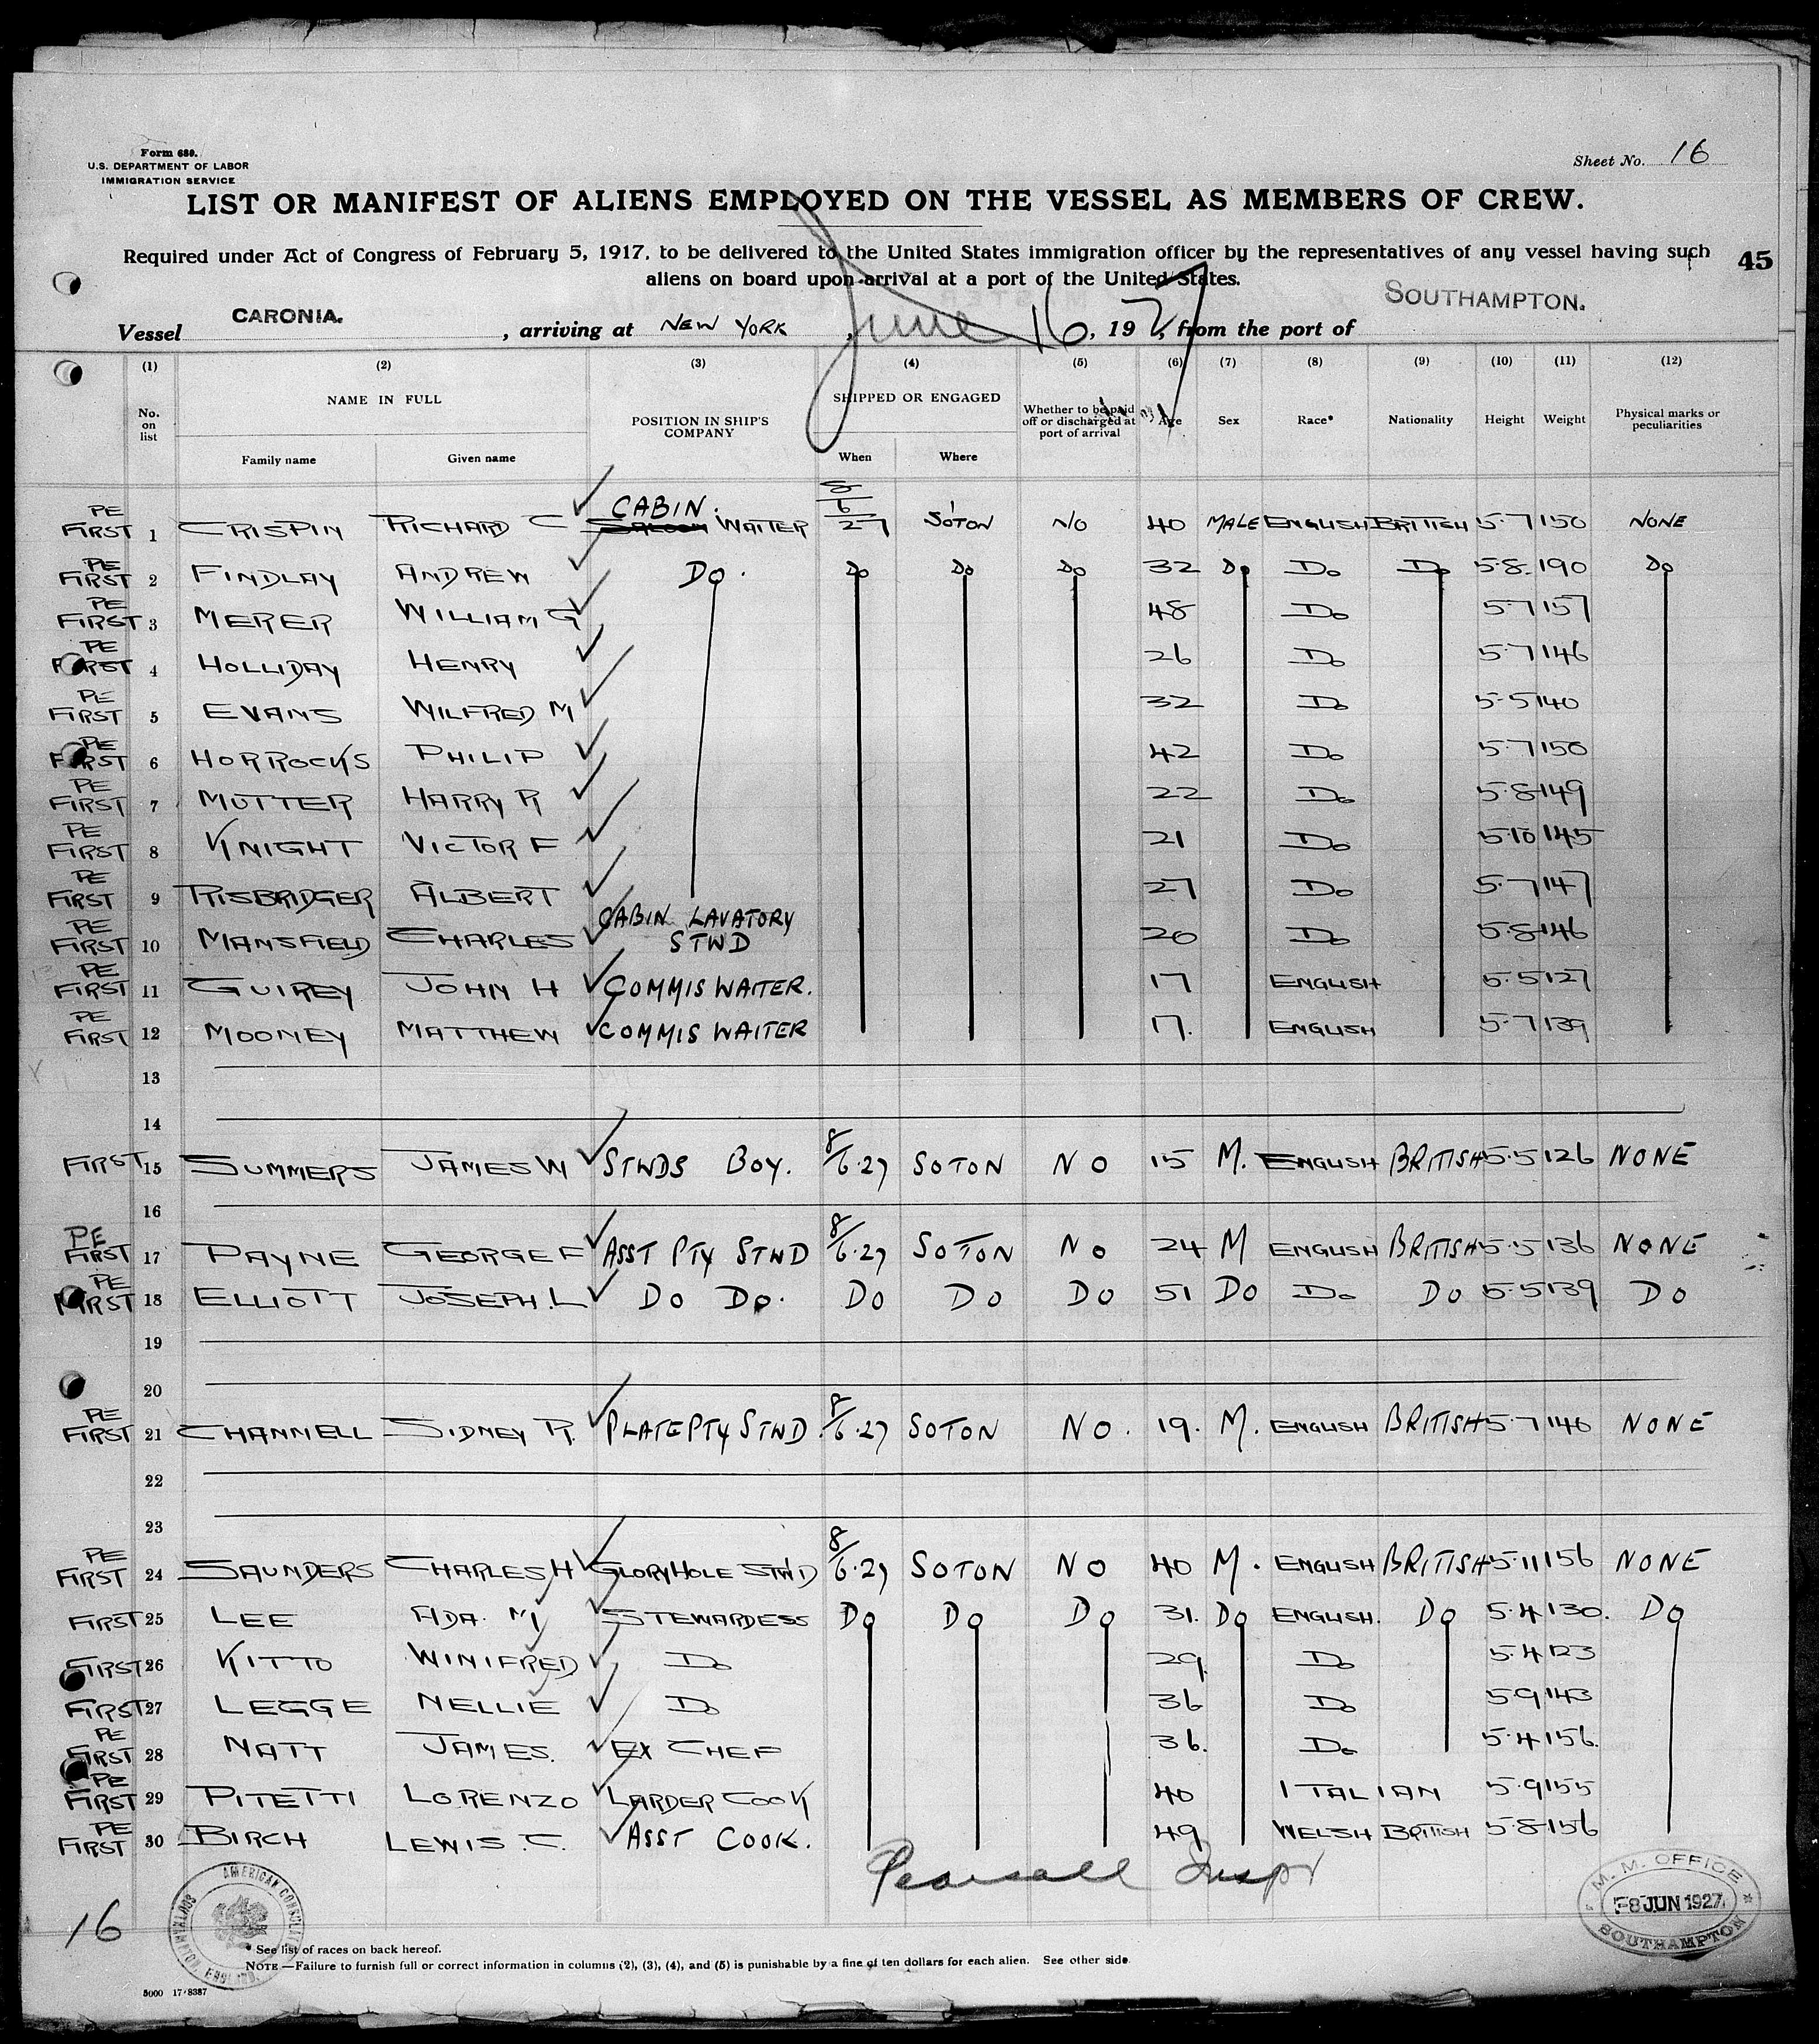 Form 689.
U.S. DEPARTMENT OF LABOR
IMMIGRATION SERVICE
Sheet No. 16
LIST OR MANIFEST OF ALIENS EMPLOYED ON THE VESSEL AS MEMBERS OF CREW.
Required under Act of Congress of February 5, 1917, to be delivered to the United States immigration officer by the representatives of any vessel having such
aliens on board upon arrival at a port of the United States.
45
Vessel CARONIA. , arriving at NEW YORK , June 16, 1927, from the port of SOUTHAMPTON.
(1) (2) (3) (4) (5) (6) (7) (8) (9) (10) (11) (12)
No. on list NAME IN FULL Family name Given name POSITION IN SHIP'S COMPANY SHIPPED OR ENGAGED When Where Whether to be paid off or discharged at port of arrival Age Sex Race* Nationality Height Weight Physical marks or peculiarities
PE FIRST 1 CRISPIN RICHARD C CABIN. SALOON WAITER 8/6/27 S'OTON NO 40 MALE ENGLISH BRITISH 5-7 150 NONE
PE FIRST 2 FINDLAY ANDREW DO. DO DO DO 32 DO DO DO 5-8 190 DO
PE FIRST 3 MERER WILLIAM G 48 DO 5-7 157
PE FIRST 4 HOLLIDAY HENRY 26 DO 5-7 146
PE FIRST 5 EVANS WILFRED M 32 DO 5-5 140
PE FIRST 6 HORROCKS PHILIP 42 DO 5-7 150
PE FIRST 7 MUTTER HARRY R 22 DO 5-8 149
PE FIRST 8 KNIGHT VICTOR F 21 DO 5-10 145
PE FIRST 9 RISBRIDGER ALBERT 27 DO 5-7 147
PE FIRST 10 MANSFIELD CHARLES CABIN LAVATORY STWD 20 DO 5-8 146
PE FIRST 11 GUIREY JOHN H COMMIS WAITER. 17 ENGLISH 5-5 127
PE FIRST 12 MOONEY MATTHEW COMMIS WAITER 17. ENGLISH 5-7 139
13
14
FIRST 15 SUMMERS JAMES W STWDS BOY. 8/6.27 SOTON NO 15 M. ENGLISH BRITISH 5-5 126 NONE
16
PE FIRST 17 PAYNE GEORGE F ASST PTY STWD 8/6.27 SOTON NO 24 M ENGLISH BRITISH 5-5 136 NONE
PE FIRST 18 ELLIOTT JOSEPH.L DO DO. DO DO DO 51 DO DO DO 5-5 139 DO
19
20
PE FIRST 21 CHANNELL SIDNEY R. PLATE PTY STWD. 8/6.27 SOTON NO. 19. M. ENGLISH BRITISH 5-7 140 NONE
22
23
PE FIRST 24 SAUNDERS CHARLES H GLORYHOLE STWD 8/6.27 SOTON NO 40 M. ENGLISH BRITISH 5-11 156 NONE
FIRST 25 LEE ADA. M STEWARDESS DO DO DO 31. DO ENGLISH. DO 5-4 130. DO
FIRST 26 KITTO WINIFRED DO 29. DO 5-4 123
FIRST 27 LEGGE NELLIE DO 36 DO 5-9 143
PE FIRST 28 NATT JAMES. EX CHEF 36. DO 5-4 156.
PE FIRST 29 PITETTI LORENZO LARDER COOK 40 ITALIAN 5-9 155
PE FIRST 30 BIRCH LEWIS.C. ASST COOK. 49 WELSH BRITISH 5-8 156
Pearsall Inspr
16
AMERICAN CONSULATE SOUTHAMPTON ENGLAND
M.M. OFFICE
8 JUN 1927
SOUTHAMPTON
* See list of races on back hereof.
NOTE.—Failure to furnish full or correct information in columns (2), (3), (4), and (5) is punishable by a fine of ten dollars for each alien. See other side.
5000 17-8387